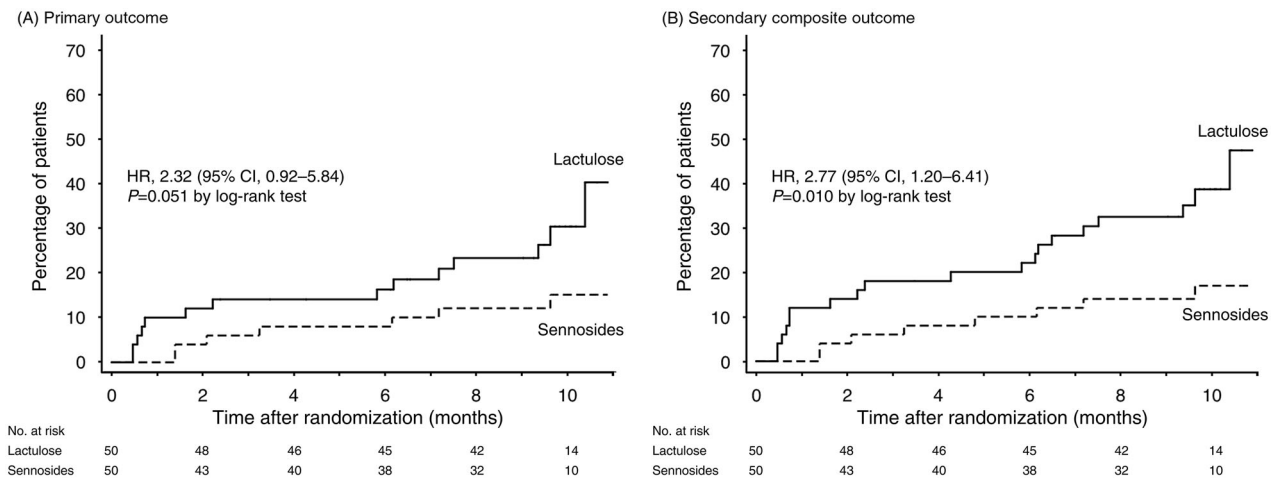 (A) Primary outcome
70
60
50
40
30
20
10
0
Percentage of patients
HR, 2.32 (95% CI, 0.92–5.84)
P=0.051 by log-rank test
Lactulose
Sennosides
0 2 4 6 8 10
Time after randomization (months)
No. at risk
Lactulose 50 48 46 45 42 14
Sennosides 50 43 40 38 32 10
(B) Secondary composite outcome
70
60
50
40
30
20
10
0
Percentage of patients
HR, 2.77 (95% CI, 1.20–6.41)
P=0.010 by log-rank test
Lactulose
Sennosides
0 2 4 6 8 10
Time after randomization (months)
No. at risk
Lactulose 50 48 46 45 42 14
Sennosides 50 43 40 38 32 10